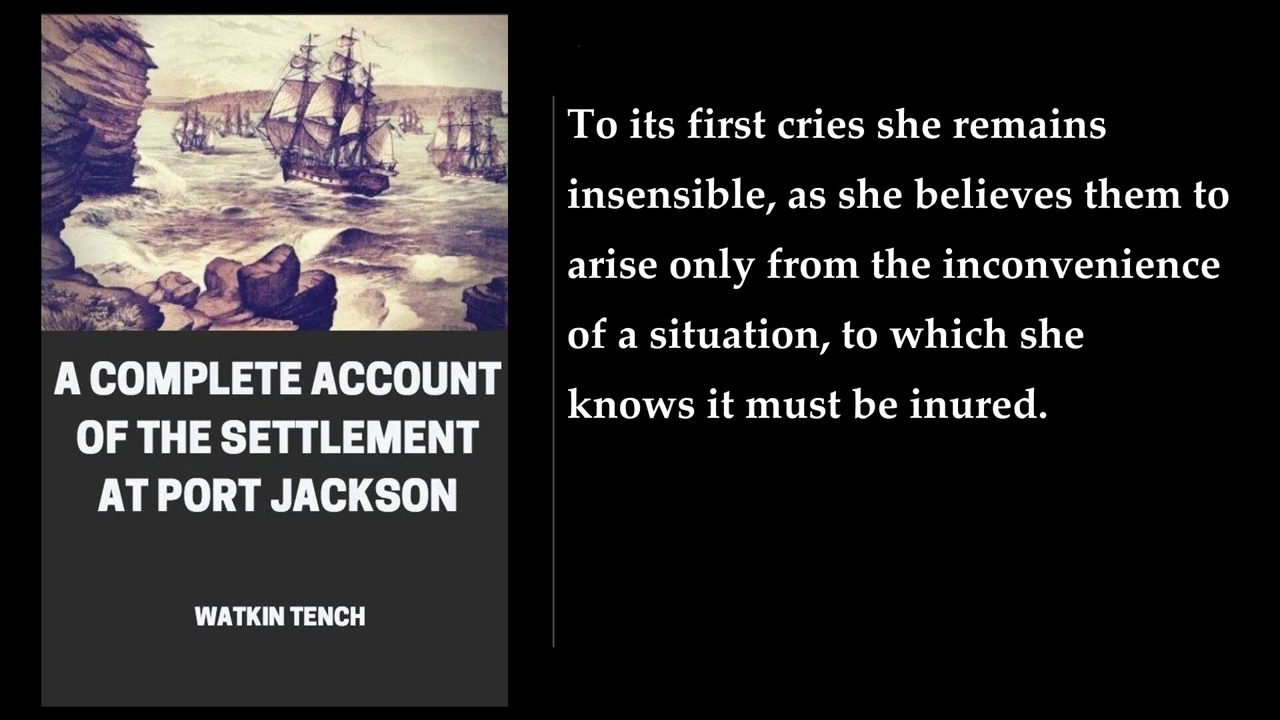 A COMPLETE ACCOUNT
OF THE SETTLEMENT
AT PORT JACKSON
WATKIN TENCH
To its first cries she remains
insensible, as she believes them to
arise only from the inconvenience
of a situation, to which she
knows it must be inured.